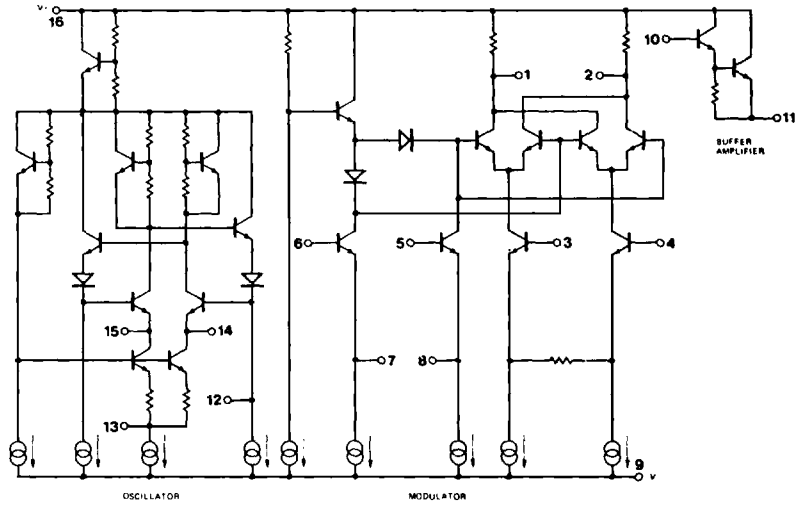 V+
16
10
1
2
11
BUFFER
AMPLIFIER
6
5
3
4
15
14
7
8
12
13
9
V
OSCILLATOR
MODULATOR